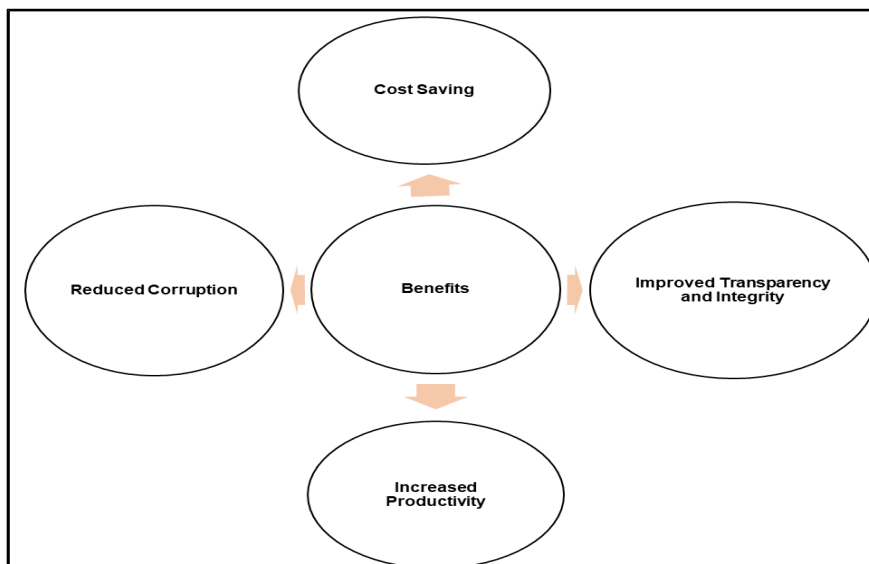 Cost Saving
Reduced Corruption
Benefits
Improved Transparency
and Integrity
Increased
Productivity